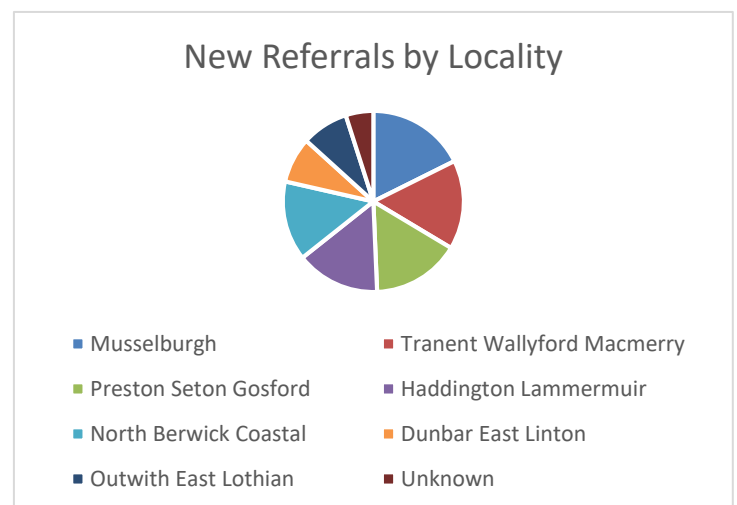 New Referrals by Locality
Musselburgh
Tranent Wallyford Macmerry
Preston Seton Gosford
Haddington Lammermuir
North Berwick Coastal
Dunbar East Linton
Outwith East Lothian
Unknown